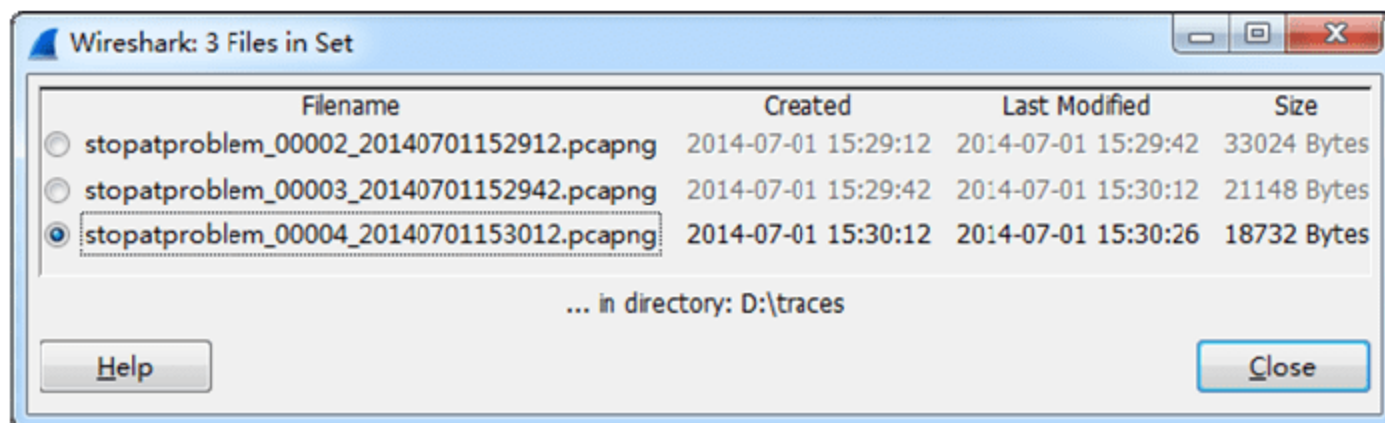 Wireshark: 3 Files in Set
Filename Created Last Modified Size
stopatproblem_00002_20140701152912.pcapng 2014-07-01 15:29:12 2014-07-01 15:29:42 33024 Bytes
stopatproblem_00003_20140701152942.pcapng 2014-07-01 15:29:42 2014-07-01 15:30:12 21148 Bytes
stopatproblem_00004_20140701153012.pcapng 2014-07-01 15:30:12 2014-07-01 15:30:26 18732 Bytes
... in directory: D:\traces
Help Close